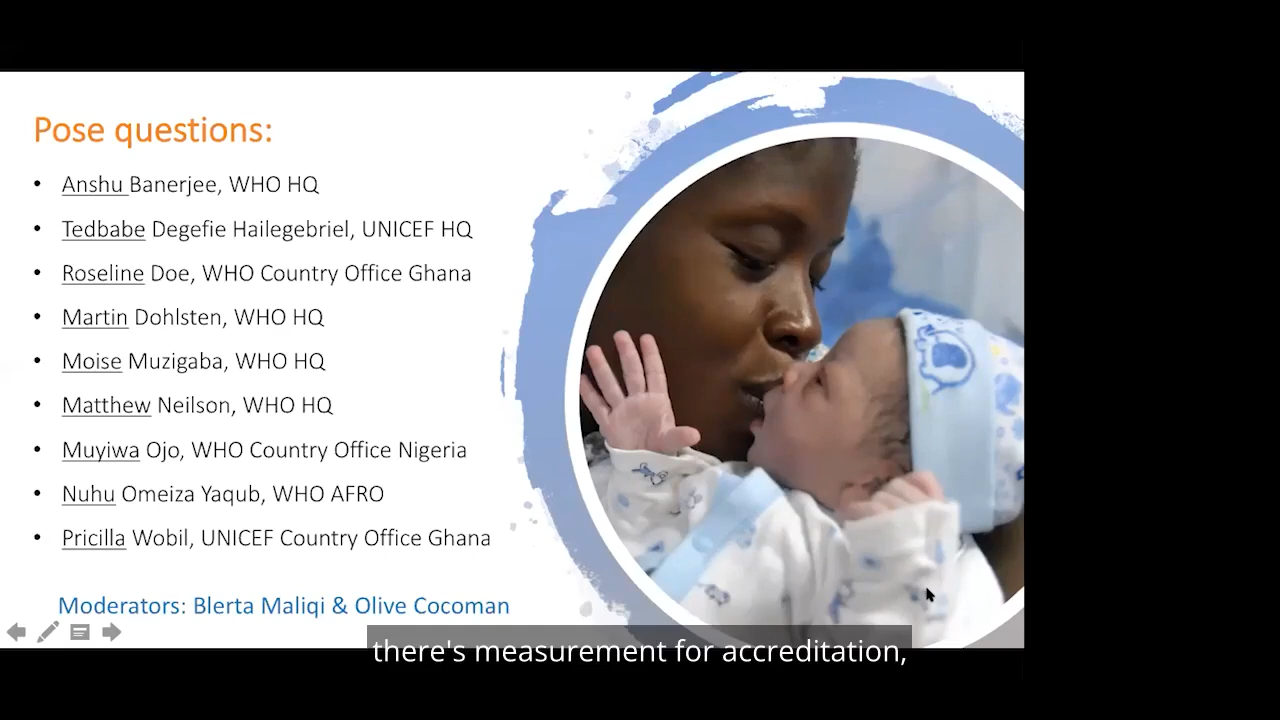 Pose questions:
• Anshu Banerjee, WHO HQ
• Tedbabe Degefie Hailegebriel, UNICEF HQ
• Roseline Doe, WHO Country Office Ghana
• Martin Dohlsten, WHO HQ
• Moise Muzigaba, WHO HQ
• Matthew Neilson, WHO HQ
• Muyiwa Ojo, WHO Country Office Nigeria
• Nuhu Omeiza Yaqub, WHO AFRO
• Pricilla Wobil, UNICEF Country Office Ghana
Moderators: Blerta Maliqi & Olive Cocoman
there's measurement for accreditation,